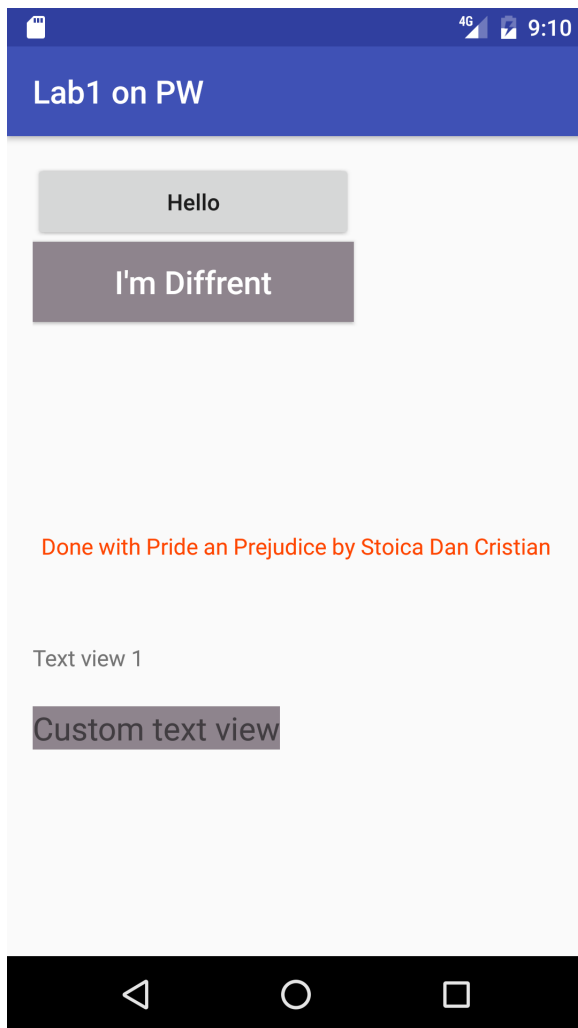 4G 9:10
Lab1 on PW
Hello
I'm Diffrent
Done with Pride an Prejudice by Stoica Dan Cristian
Text view 1
Custom text view